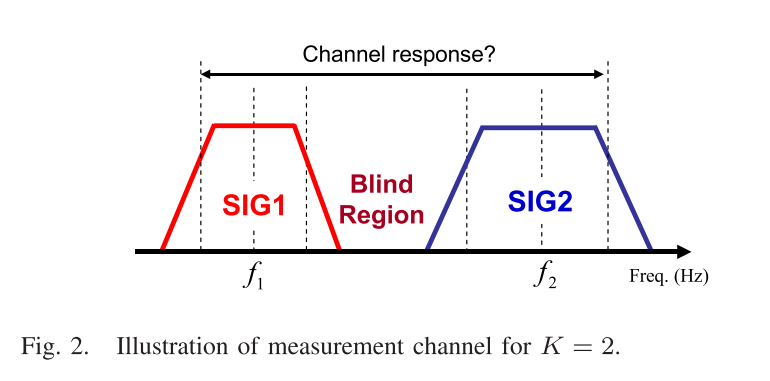 Channel response?
Blind
Region
SIG1
SIG2
f₁
f₂
Freq. (Hz)
Fig. 2. Illustration of measurement channel for K = 2.